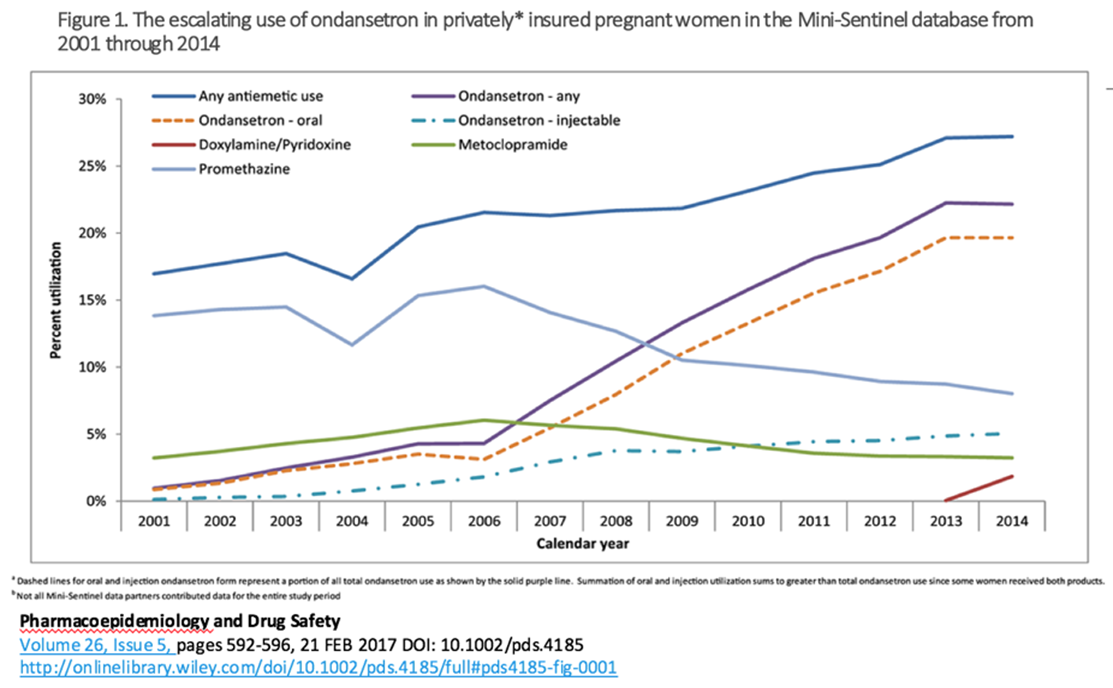 Figure 1. The escalating use of ondansetron in privately* insured pregnant women in the Mini-Sentinel database from
2001 through 2014
Any antiemetic use
Ondansetron - any
Ondansetron - oral
Ondansetron - injectable
Doxylamine/Pyridoxine
Metoclopramide
Promethazine
30%
25%
20%
15%
10%
5%
0%
Percent utilization
2001 2002 2003 2004 2005 2006 2007 2008 2009 2010 2011 2012 2013 2014
Calendar year
a Dashed lines for oral and injection ondansetron form represent a portion of all total ondansetron use as shown by the solid purple line. Summation of oral and injection utilization sums to greater than total ondansetron use since some women received both products.
b Not all Mini-Sentinel data partners contributed data for the entire study period
Pharmacoepidemiology and Drug Safety
Volume 26, Issue 5, pages 592-596, 21 FEB 2017 DOI: 10.1002/pds.4185
http://onlinelibrary.wiley.com/doi/10.1002/pds.4185/full#pds4185-fig-0001